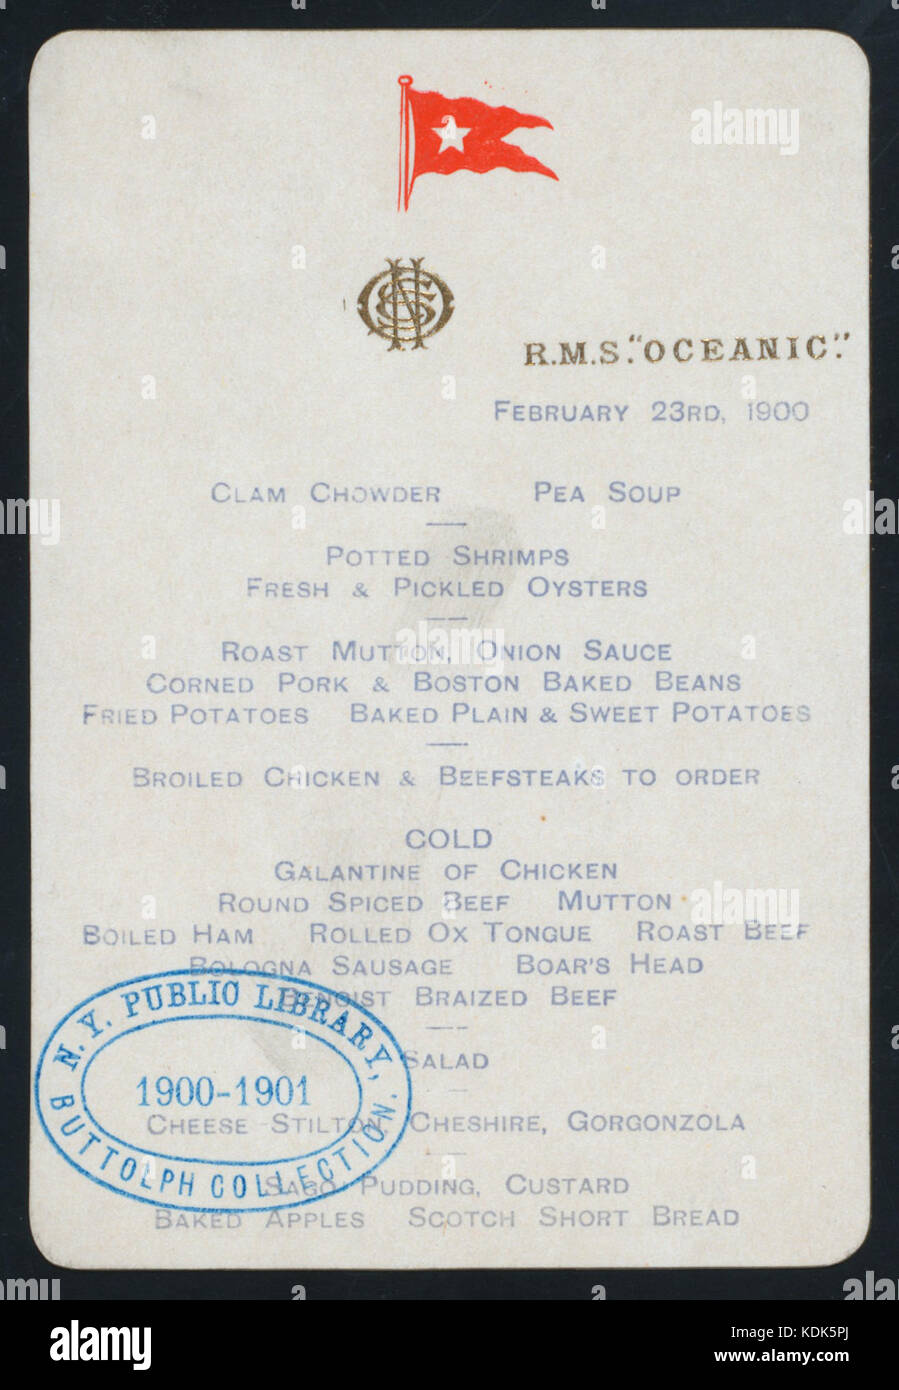 R.M.S. "OCEANIC."
FEBRUARY 23RD, 1900
CLAM CHOWDER PEA SOUP
POTTED SHRIMPS
FRESH & PICKLED OYSTERS
ROAST MUTTON, ONION SAUCE
CORNED PORK & BOSTON BAKED BEANS
FRIED POTATOES BAKED PLAIN & SWEET POTATOES
BROILED CHICKEN & BEEFSTEAKS TO ORDER
COLD
GALANTINE OF CHICKEN
ROUND SPICED BEEF MUTTON
BOILED HAM ROLLED OX TONGUE ROAST BEEF
BOLOGNA SAUSAGE BOAR'S HEAD
BENOIST BRAIZED BEEF
SALAD
CHEESE STILTON, CHESHIRE, GORGONZOLA
SAGO PUDDING, CUSTARD
BAKED APPLES SCOTCH SHORT BREAD
N.Y. PUBLIC LIBRARY,
1900-1901
BUTTOLPH COLLECTION.
a alamy
alamy
a alamy stock photo
KDK5PJ
www.alamy.com